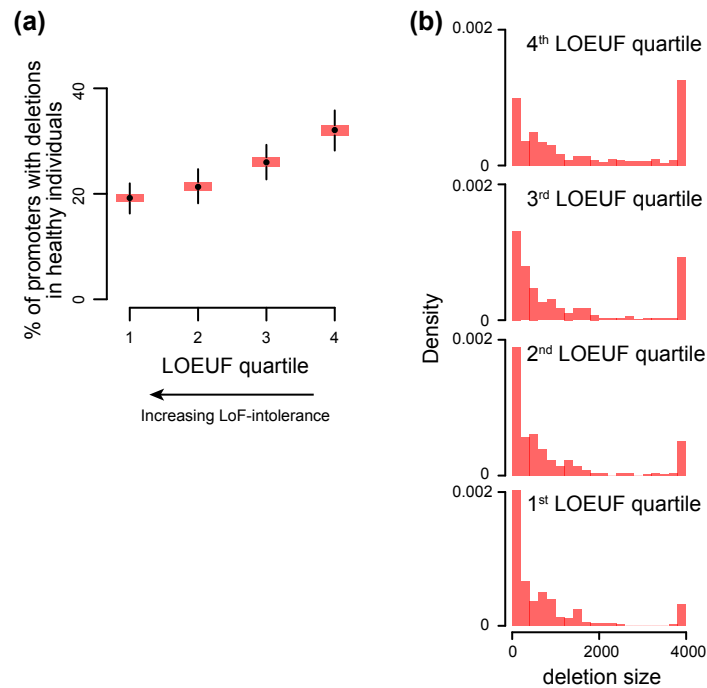 (a)
% of promoters with deletions
in healthy individuals
40
20
0
1 2 3 4
LOEUF quartile
Increasing LoF-intolerance
(b)
Density
0.002
4th LOEUF quartile
0
0.002
3rd LOEUF quartile
0
0.002
2nd LOEUF quartile
0
0.002
1st LOEUF quartile
0
0 2000 4000
deletion size